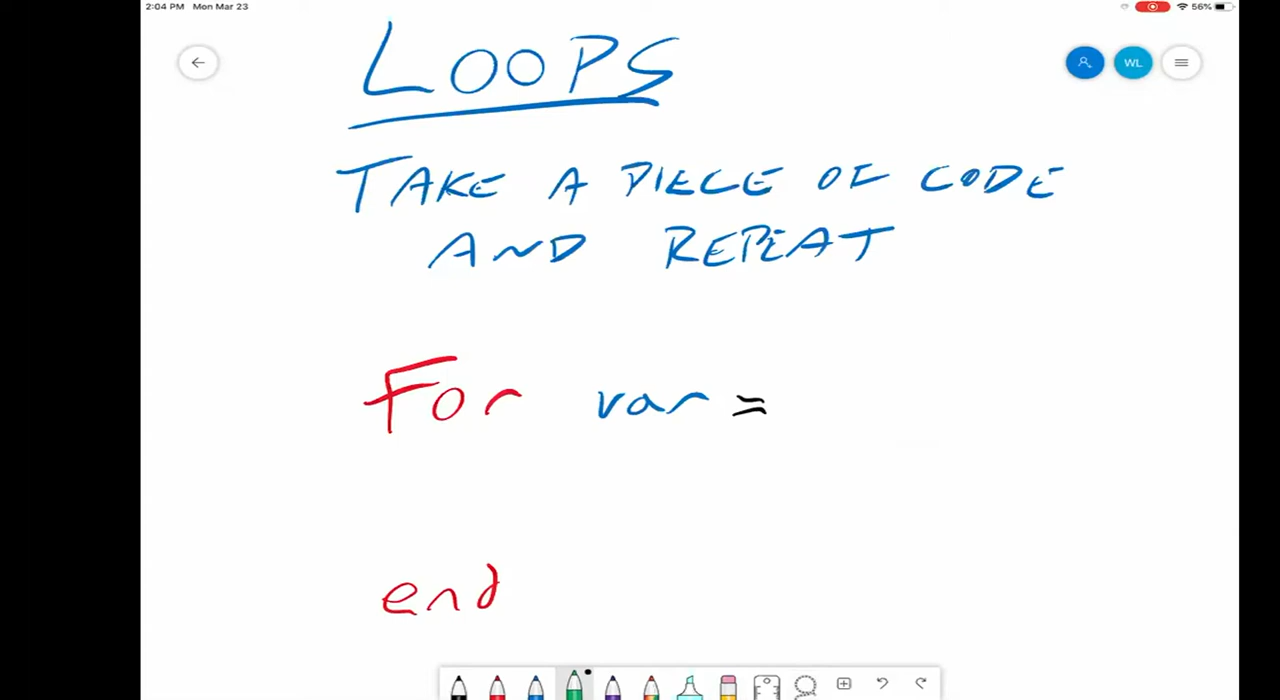 2:04 PM Mon Mar 23
56%
WL
LOOPS
TAKE A PIECE OF CODE
AND REPEAT
For var =
end